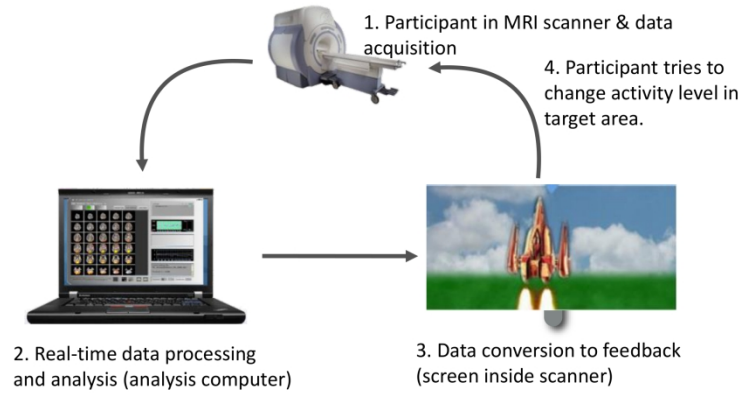 1. Participant in MRI scanner & data
acquisition
4. Participant tries to
change activity level in
target area.
2. Real-time data processing
and analysis (analysis computer)
3. Data conversion to feedback
(screen inside scanner)